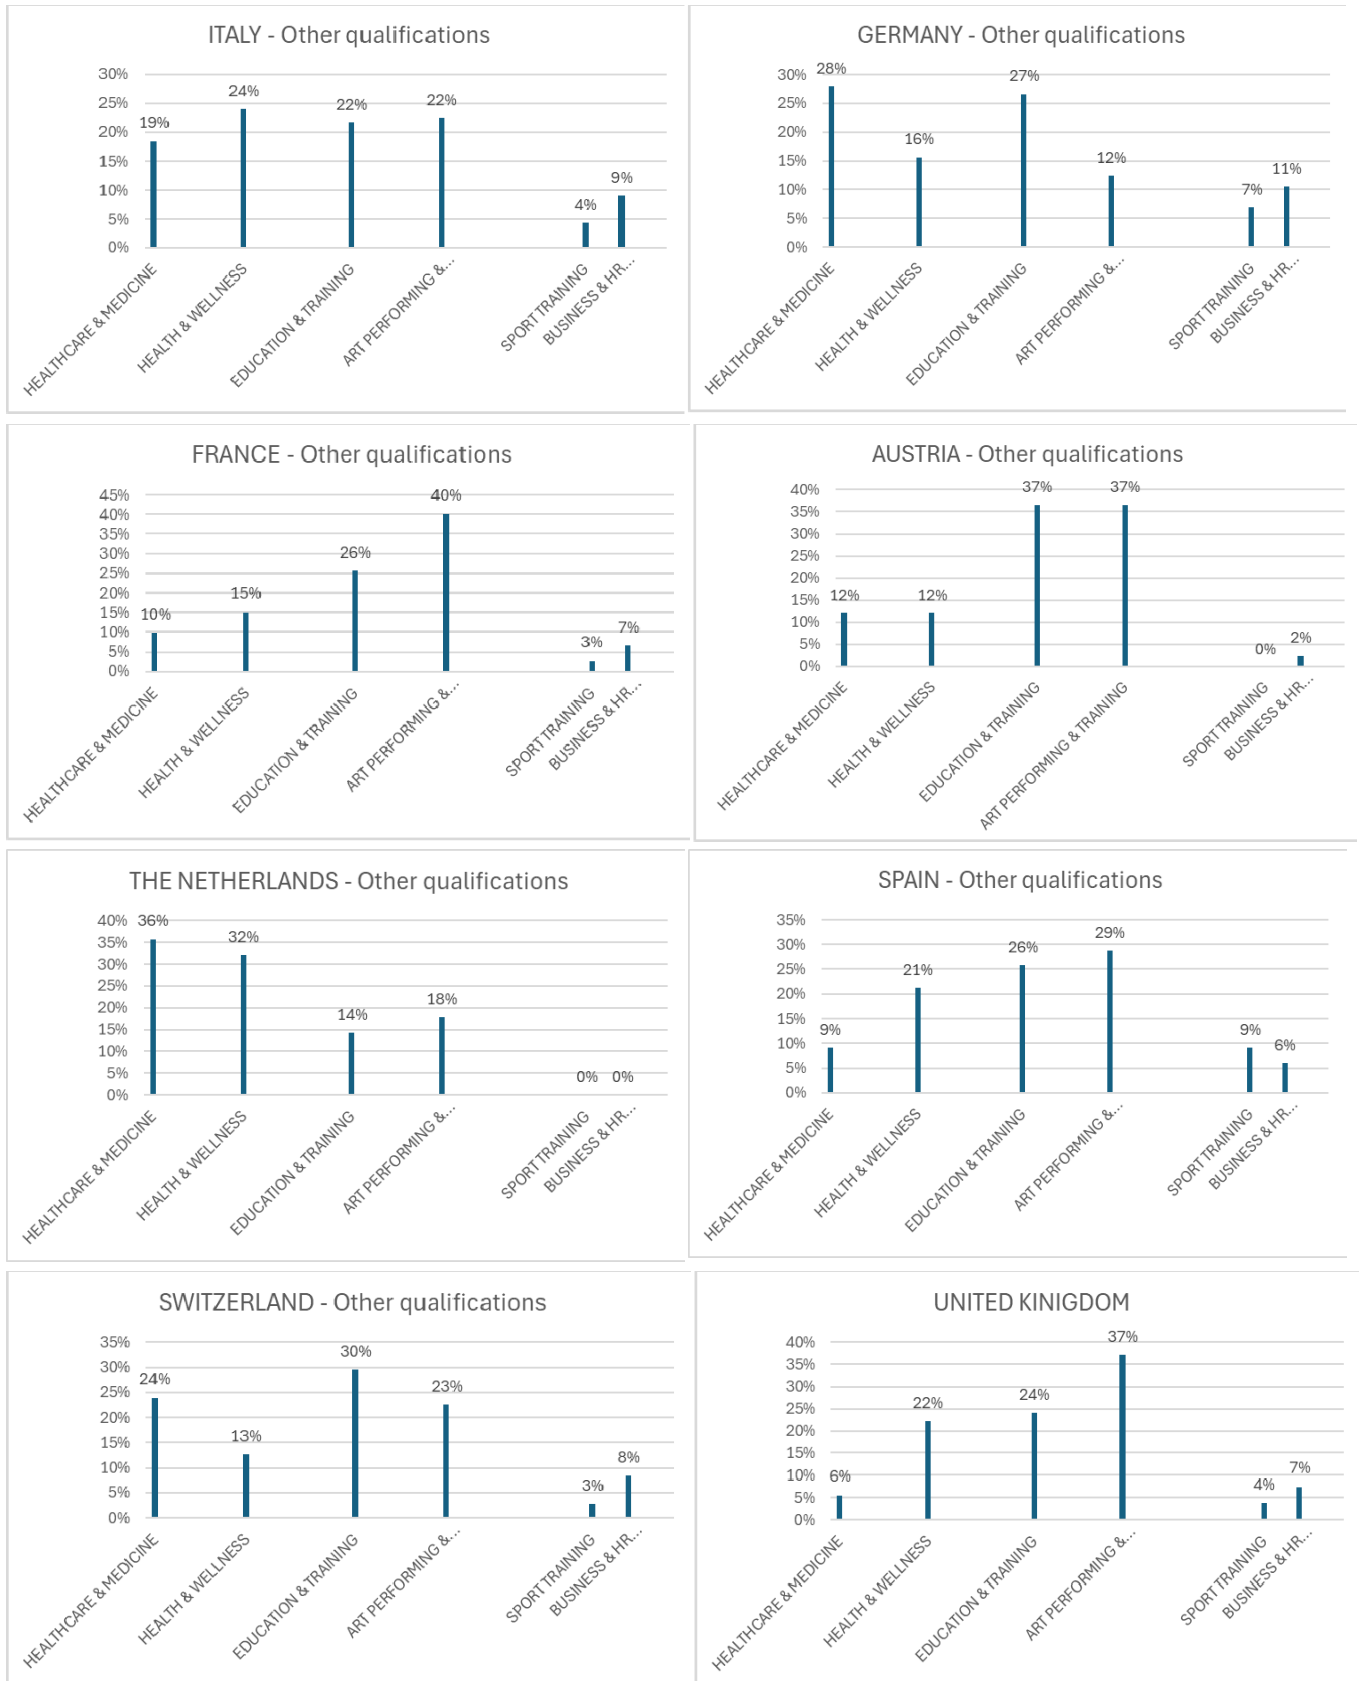 ITALY - Other qualifications
30%
25%
20%
15%
10%
5%
0%
19%
24%
22%
22%
4%
9%
HEALTHCARE & MEDICINE
HEALTH & WELLNESS
EDUCATION & TRAINING
ART PERFORMING &...
SPORT TRAINING
BUSINESS & HR...
GERMANY - Other qualifications
30%
25%
20%
15%
10%
5%
0%
28%
16%
27%
12%
7%
11%
HEALTHCARE & MEDICINE
HEALTH & WELLNESS
EDUCATION & TRAINING
ART PERFORMING &...
SPORT TRAINING
BUSINESS & HR...
FRANCE - Other qualifications
45%
40%
35%
30%
25%
20%
15%
10%
5%
0%
10%
15%
26%
40%
3%
7%
HEALTHCARE & MEDICINE
HEALTH & WELLNESS
EDUCATION & TRAINING
ART PERFORMING &...
SPORT TRAINING
BUSINESS & HR...
AUSTRIA - Other qualifications
40%
35%
30%
25%
20%
15%
10%
5%
0%
12%
12%
37%
37%
0%
2%
HEALTHCARE & MEDICINE
HEALTH & WELLNESS
EDUCATION & TRAINING
ART PERFORMING & TRAINING
SPORT TRAINING
BUSINESS & HR...
THE NETHERLANDS - Other qualifications
40%
35%
30%
25%
20%
15%
10%
5%
0%
36%
32%
14%
18%
0%
0%
HEALTHCARE & MEDICINE
HEALTH & WELLNESS
EDUCATION & TRAINING
ART PERFORMING &...
SPORT TRAINING
BUSINESS & HR...
SPAIN - Other qualifications
35%
30%
25%
20%
15%
10%
5%
0%
9%
21%
26%
29%
9%
6%
HEALTHCARE & MEDICINE
HEALTH & WELLNESS
EDUCATION & TRAINING
ART PERFORMING &...
SPORT TRAINING
BUSINESS & HR...
SWITZERLAND - Other qualifications
35%
30%
25%
20%
15%
10%
5%
0%
24%
13%
30%
23%
3%
8%
HEALTHCARE & MEDICINE
HEALTH & WELLNESS
EDUCATION & TRAINING
ART PERFORMING &...
SPORT TRAINING
BUSINESS & HR...
UNITED KINIGDOM
40%
35%
30%
25%
20%
15%
10%
5%
0%
6%
22%
24%
37%
4%
7%
HEALTHCARE & MEDICINE
HEALTH & WELLNESS
EDUCATION & TRAINING
ART PERFORMING &...
SPORT TRAINING
BUSINESS & HR...